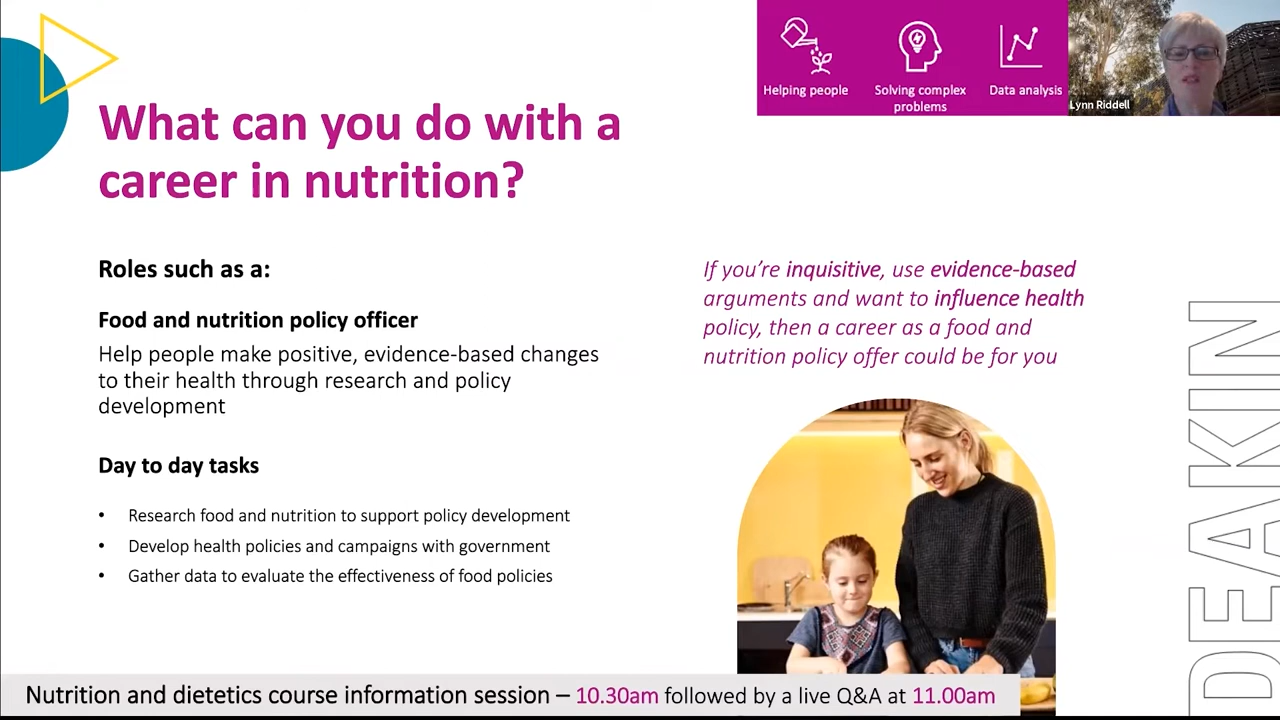 Helping people
Solving complex
problems
Data analysis
Lynn Riddell
What can you do with a
career in nutrition?
Roles such as a:
Food and nutrition policy officer
Help people make positive, evidence-based changes
to their health through research and policy
development
Day to day tasks
• Research food and nutrition to support policy development
• Develop health policies and campaigns with government
• Gather data to evaluate the effectiveness of food policies
If you’re inquisitive, use evidence-based
arguments and want to influence health
policy, then a career as a food and
nutrition policy offer could be for you
DEAKIN
Nutrition and dietetics course information session – 10.30am followed by a live Q&A at 11.00am